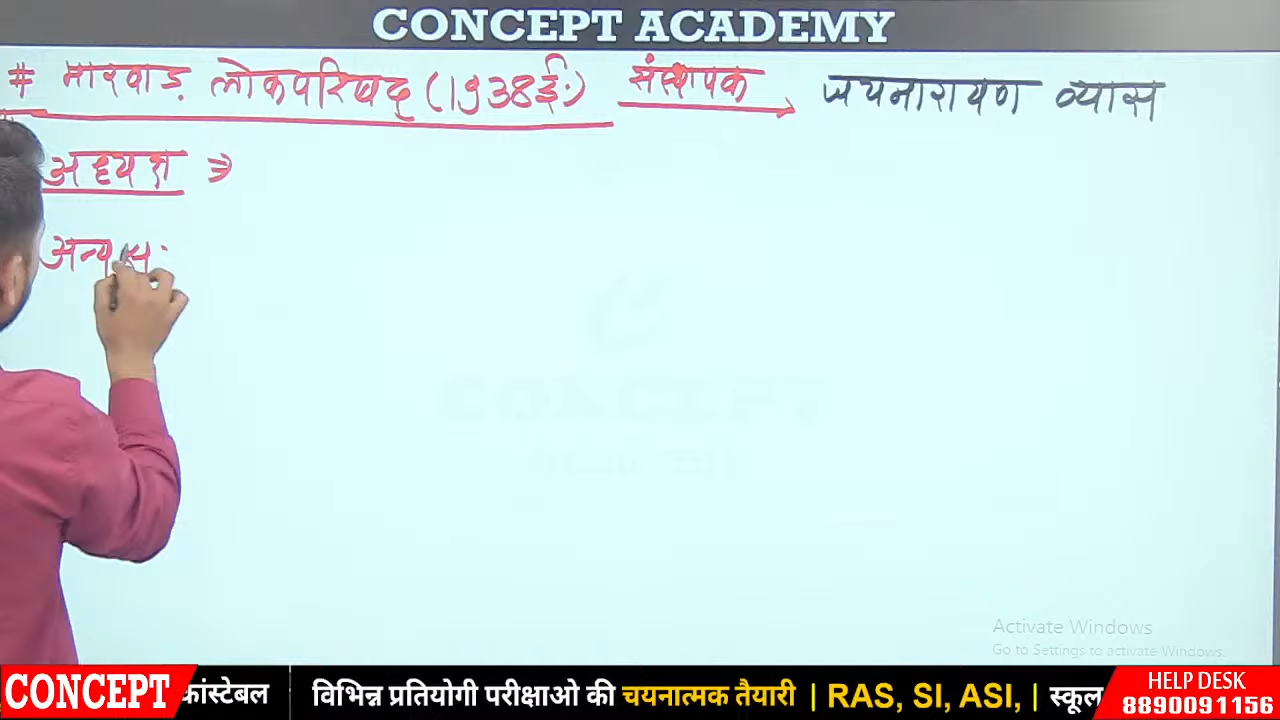 CONCEPT ACADEMY
# मारवाड़ लोकपरिषद् (1938ई.) संस्थापक → जयनारायण व्यास
अध्यक्ष ⇒
अन्य
CONCEPT
Activate Windows
Go to Settings to activate Windows.
CONCEPT कांस्टेबल | विभिन्न प्रतियोगी परीक्षाओ की चयनात्मक तैयारी | RAS, SI, ASI, | स्कूल HELP DESK
8890091156